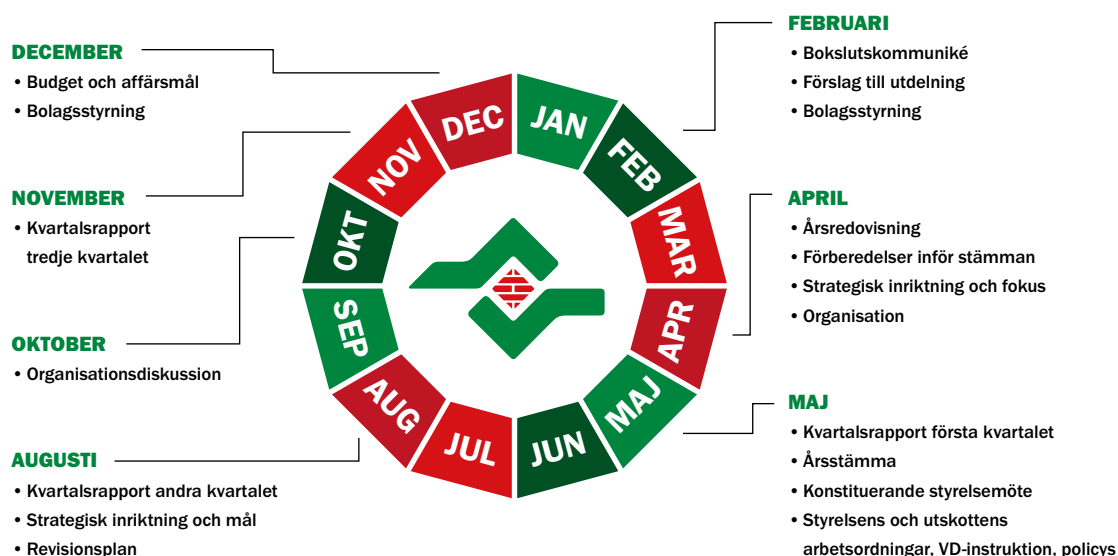 DECEMBER
• Budget och affärsmål
• Bolagsstyrning
NOVEMBER
• Kvartalsrapport
tredje kvartalet
OKTOBER
• Organisationsdiskussion
AUGUSTI
• Kvartalsrapport andra kvartalet
• Strategisk inriktning och mål
• Revisionsplan
JAN
FEB
MAR
APR
MAJ
JUN
JUL
AUG
SEP
OKT
NOV
DEC
FEBRUARI
• Bokslutskommuniké
• Förslag till utdelning
• Bolagsstyrning
APRIL
• Årsredovisning
• Förberedelser inför stämman
• Strategisk inriktning och fokus
• Organisation
MAJ
• Kvartalsrapport första kvartalet
• Årsstämma
• Konstituerande styrelsemöte
• Styrelsens och utskottens
arbetsordningar, VD-instruktion, policys